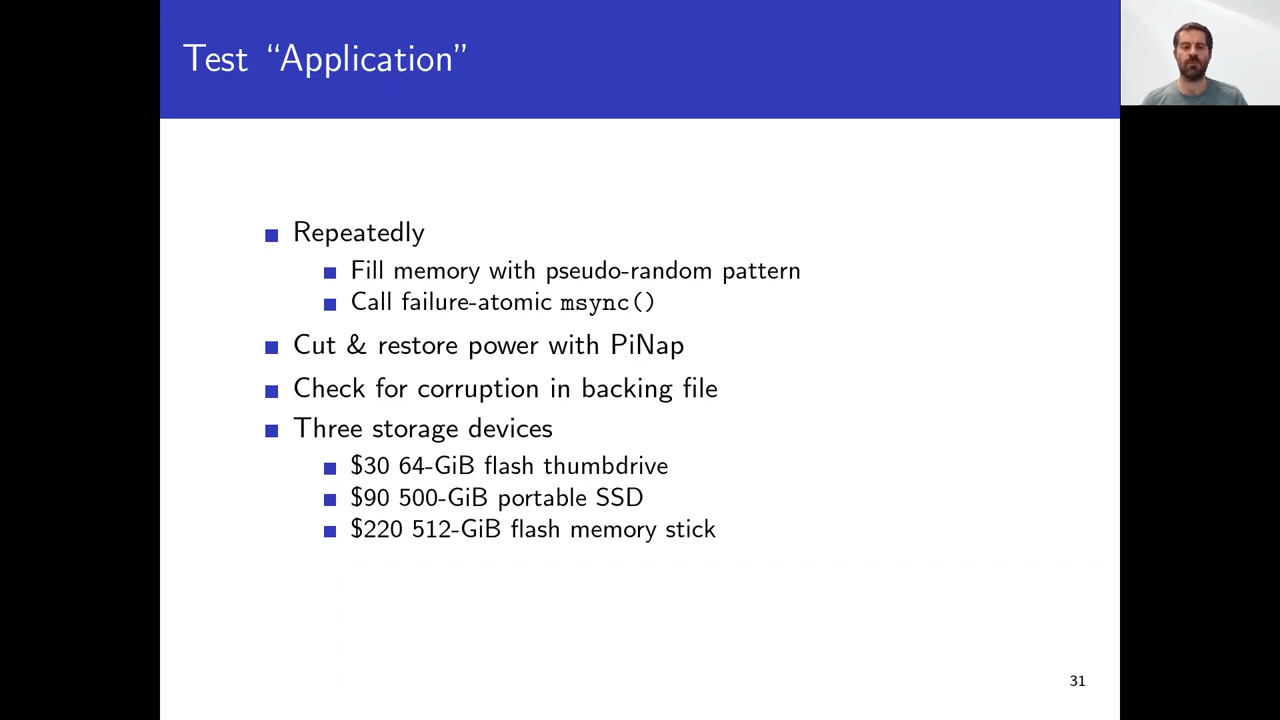 Test “Application”
Repeatedly
Fill memory with pseudo-random pattern
Call failure-atomic msync()
Cut & restore power with PiNap
Check for corruption in backing file
Three storage devices
$30 64-GiB flash thumbdrive
$90 500-GiB portable SSD
$220 512-GiB flash memory stick
31